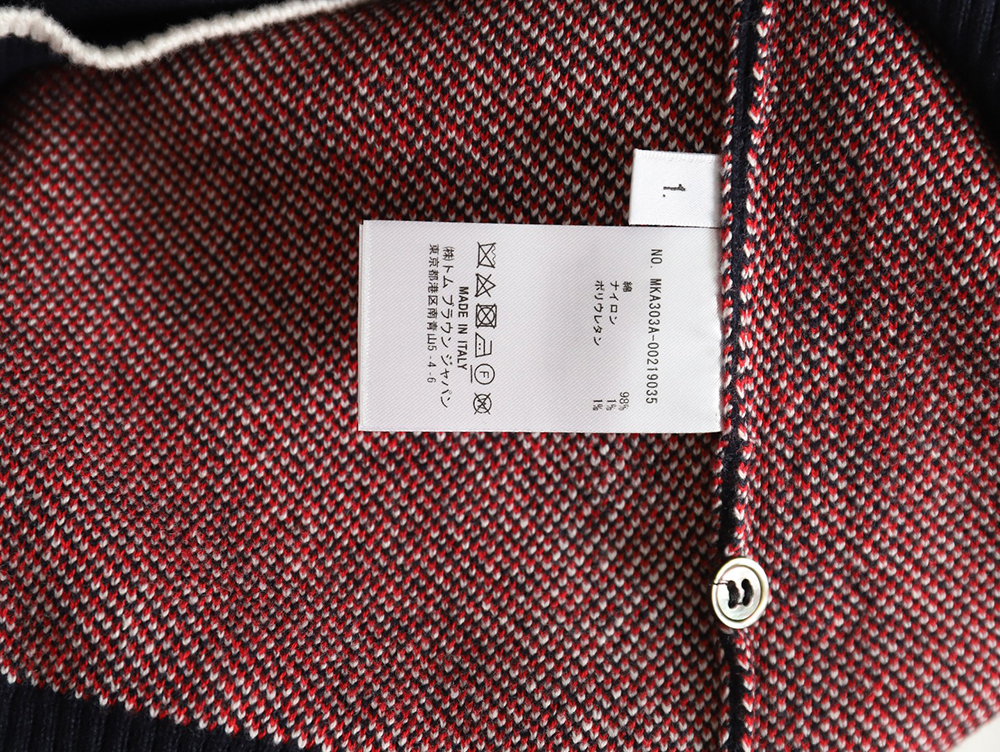 1.
NO. MKA303A-00219035
綿 98%
ナイロン 1%
ポリウレタン 1%
F
MADE IN ITALY
㈱トム ブラウン ジャパン
東京都港区南青山5-4-6